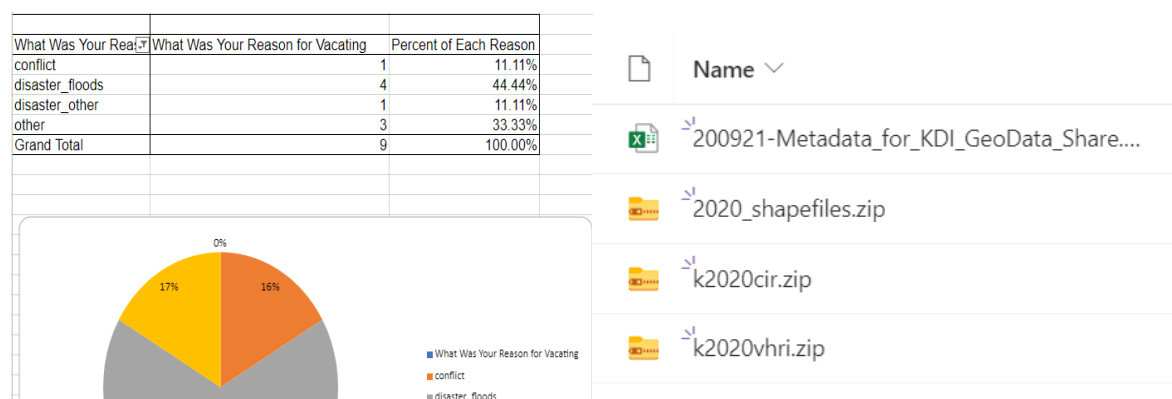 What Was Your Rea What Was Your Reason for Vacating Percent of Each Reason
conflict 1 11.11%
disaster_floods 4 44.44%
disaster_other 1 11.11%
other 3 33.33%
Grand Total 9 100.00%
0%
17% 16%
What Was Your Reason for Vacating
conflict
disaster_floods
Name
200921-Metadata_for_KDI_GeoData_Share....
2020_shapefiles.zip
k2020cir.zip
k2020vhri.zip